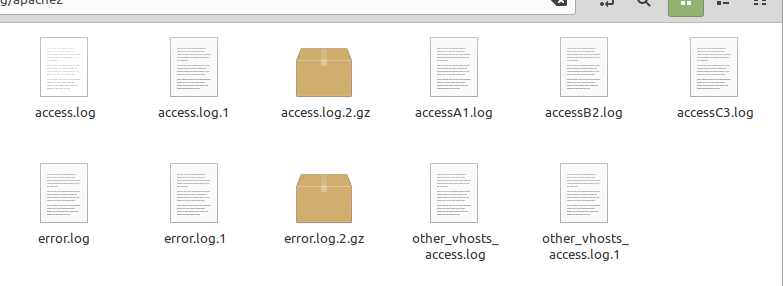 g/apache2
access.log
access.log.1
access.log.2.gz
accessA1.log
accessB2.log
accessC3.log
error.log
error.log.1
error.log.2.gz
other_vhosts_
access.log
other_vhosts_
access.log.1